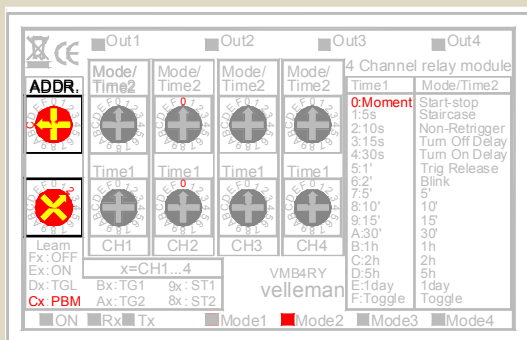 Out1 Out2 Out3 Out4
4 Channel relay module
ADDR. Mode/Time2 Mode/Time2 Mode/Time2 Mode/Time2
Time1 Mode/Time2
0:Moment Start-stop
1:5s Staircase
2:10s Non-Retrigger
3:15s Turn Off Delay
4:30s Turn On Delay
5:1' Trig Release
6:2' Blink
7:5' 5'
8:10' 10'
9:15' 15'
A:30' 30'
B:1h 1h
C:2h 2h
D:5h 5h
E:1day 1day
F:Toggle Toggle
Time1 Time1 Time1 Time1
CH1 CH2 CH3 CH4
Learn
Fx:OFF
Ex:ON
Dx:TGL
Cx:PBM
x=CH1...4
Bx:TG1 9x:ST1
Ax:TG2 8x:ST2
VMB4RY
velleman
ON Rx Tx Mode1 Mode2 Mode3 Mode4